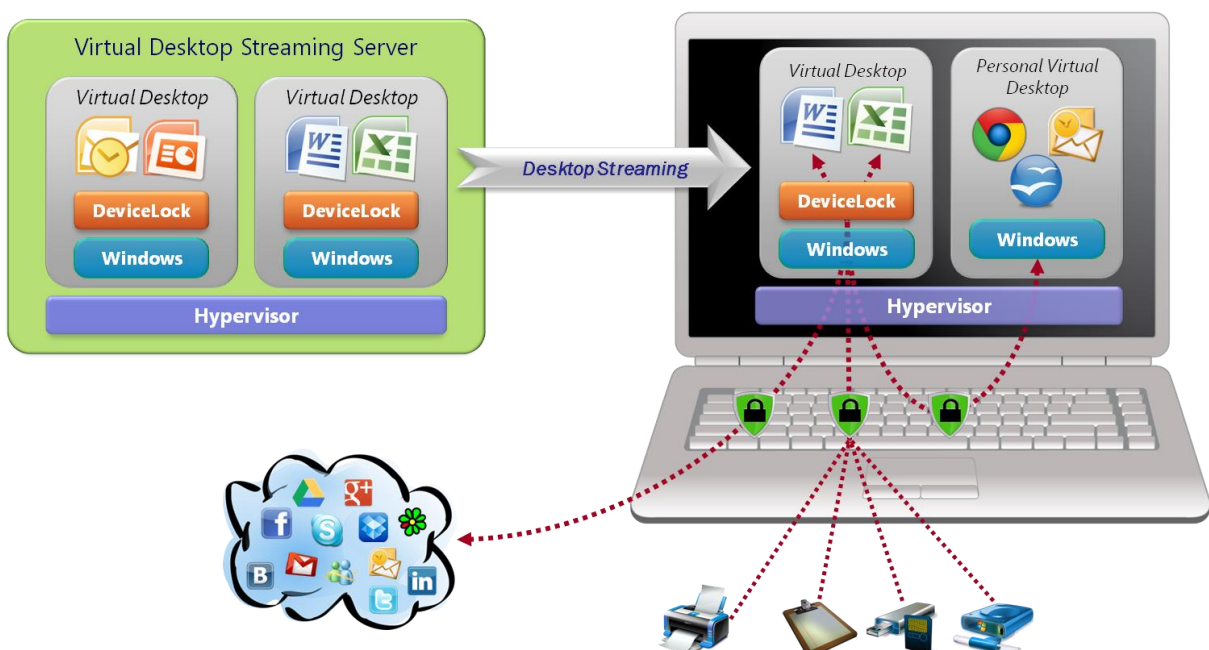 Virtual Desktop Streaming Server
Virtual Desktop
Virtual Desktop
W
X
DeviceLock
DeviceLock
Windows
Windows
Hypervisor
Desktop Streaming
Virtual Desktop
Personal Virtual
Desktop
W
X
DeviceLock
Windows
Windows
Hypervisor
g+
f
S
M
B
in
t